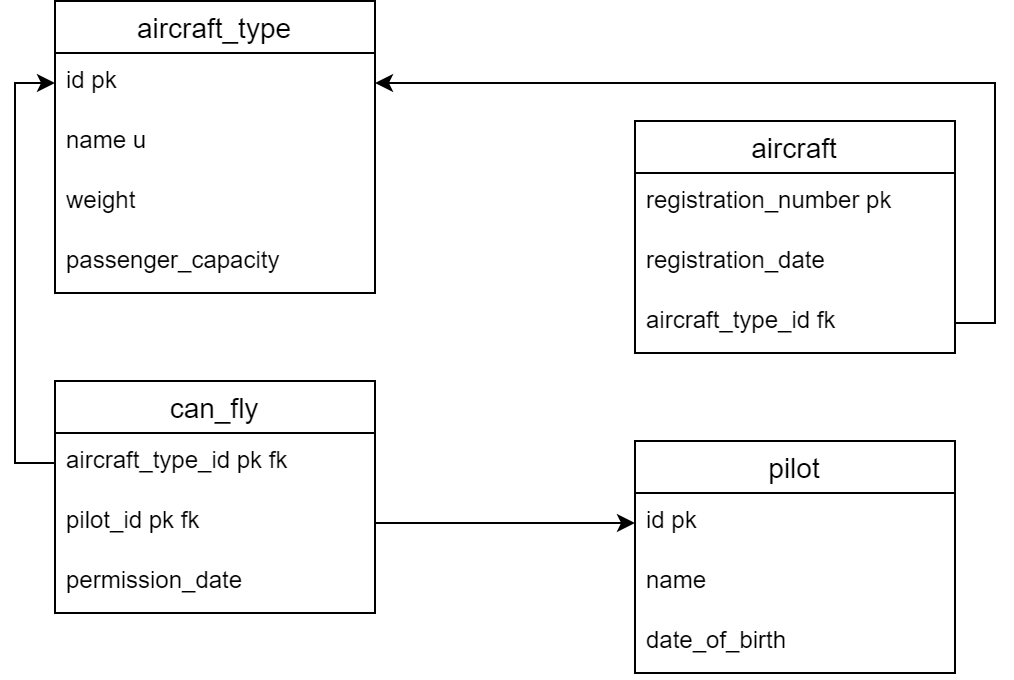 aircraft_type
id pk
name u
weight
passenger_capacity
aircraft
registration_number pk
registration_date
aircraft_type_id fk
can_fly
aircraft_type_id pk fk
pilot_id pk fk
permission_date
pilot
id pk
name
date_of_birth